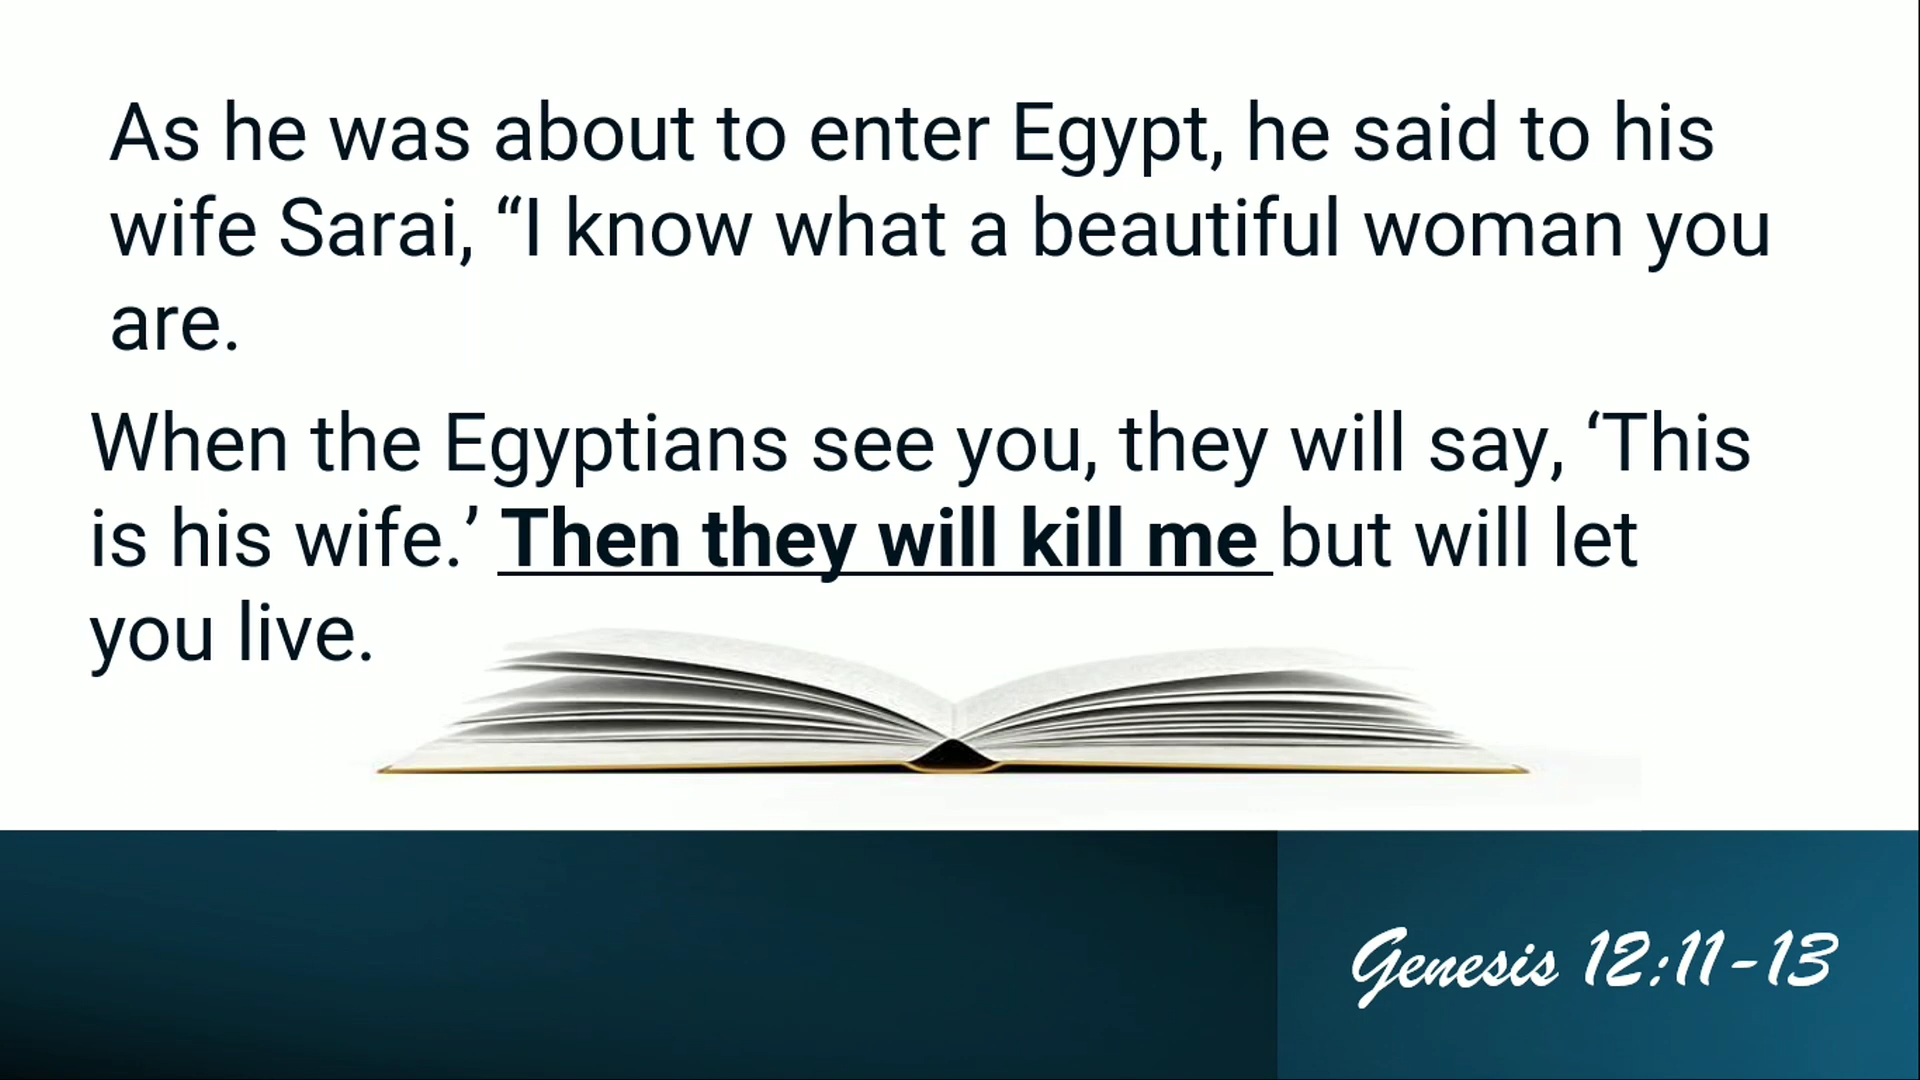 As he was about to enter Egypt, he said to his
wife Sarai, “I know what a beautiful woman you
are.
When the Egyptians see you, they will say, ‘This
is his wife.’ Then they will kill me but will let
you live.
Genesis 12:11-13